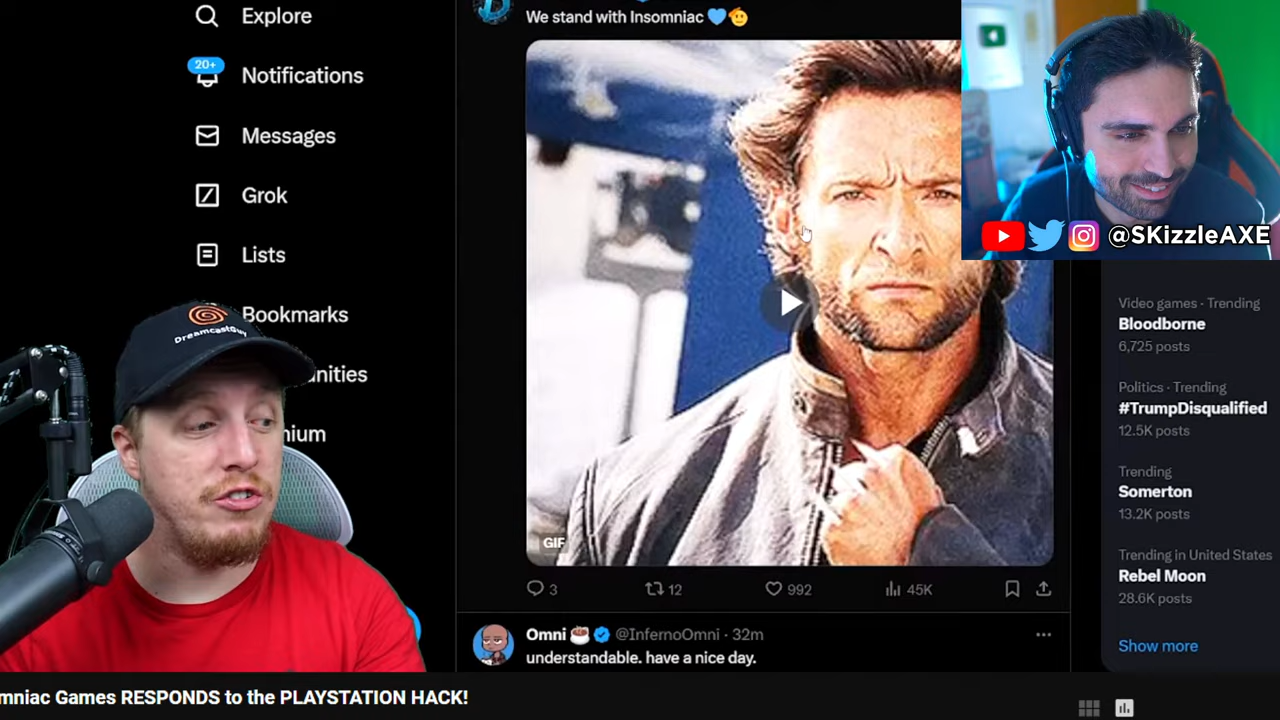 Explore
20+
Notifications
Messages
Grok
Lists
Bookmarks
nities
nium
DreamcastGuy
We stand with Insomniac 💙🫡
GIF
3
12
992
45K
Omni ☕ @InfernoOmni · 32m
understandable. have a nice day.
@SKizzleAXE
Video games · Trending
Bloodborne
6,725 posts
Politics · Trending
#TrumpDisqualified
12.5K posts
Trending
Somerton
13.2K posts
Trending in United States
Rebel Moon
28.6K posts
Show more
mniac Games RESPONDS to the PLAYSTATION HACK!